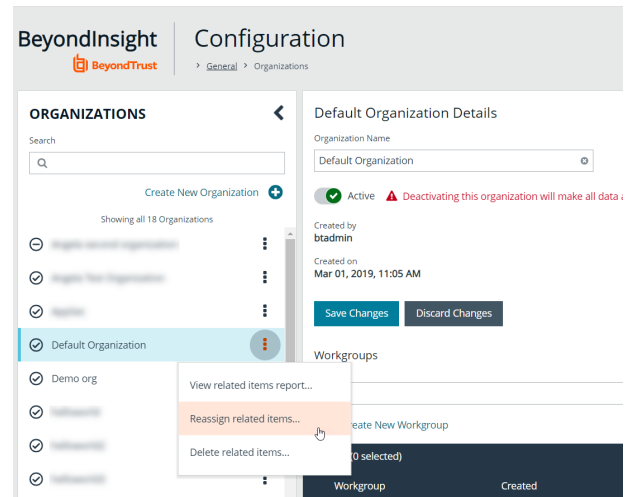 BeyondInsight
BeyondTrust
Configuration
> General > Organizations
ORGANIZATIONS
Search
Create New Organization
Showing all 18 Organizations
Default Organization
Demo org
View related items report...
Reassign related items...
Delete related items...
Default Organization Details
Organization Name
Default Organization
Active
Deactivating this organization will make all data
Created by
btadmin
Created on
Mar 01, 2019, 11:05 AM
Save Changes
Discard Changes
Workgroups
eate New Workgroup
(0 selected)
Workgroup
Created